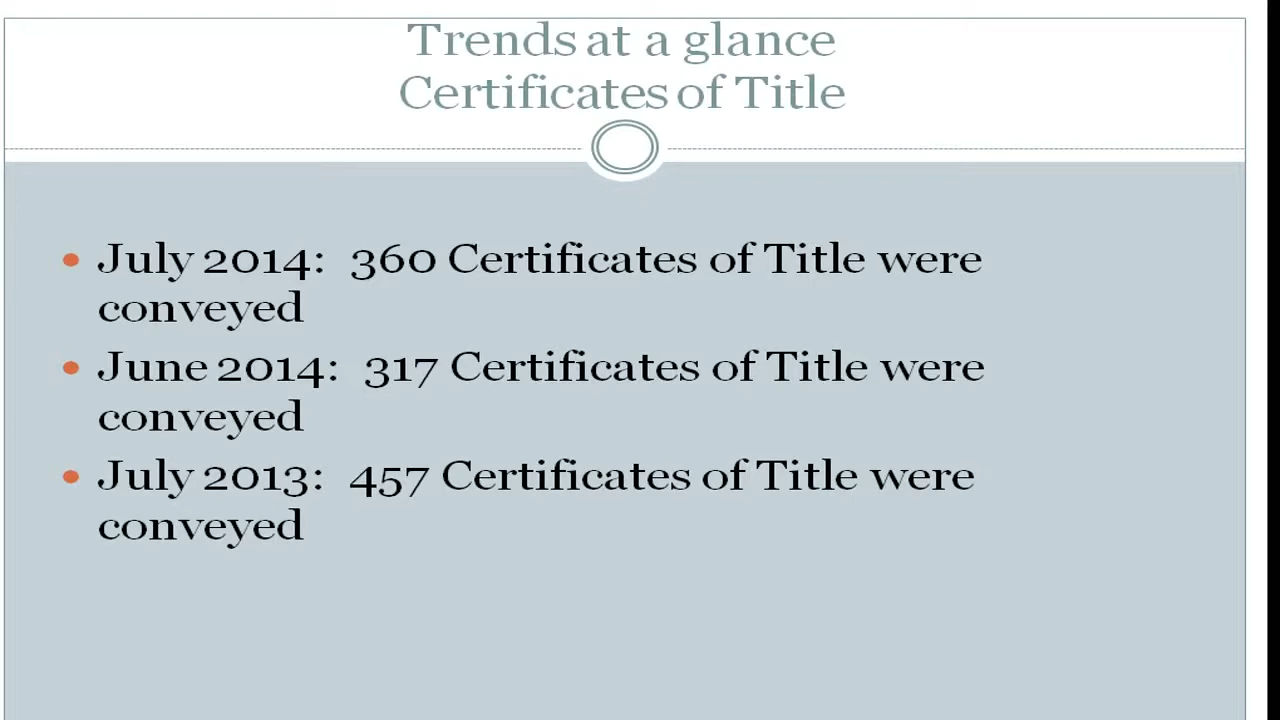 Trends at a glance
Certificates of Title
• July 2014:  360 Certificates of Title were
conveyed
• June 2014:  317 Certificates of Title were
conveyed
• July 2013:  457 Certificates of Title were
conveyed